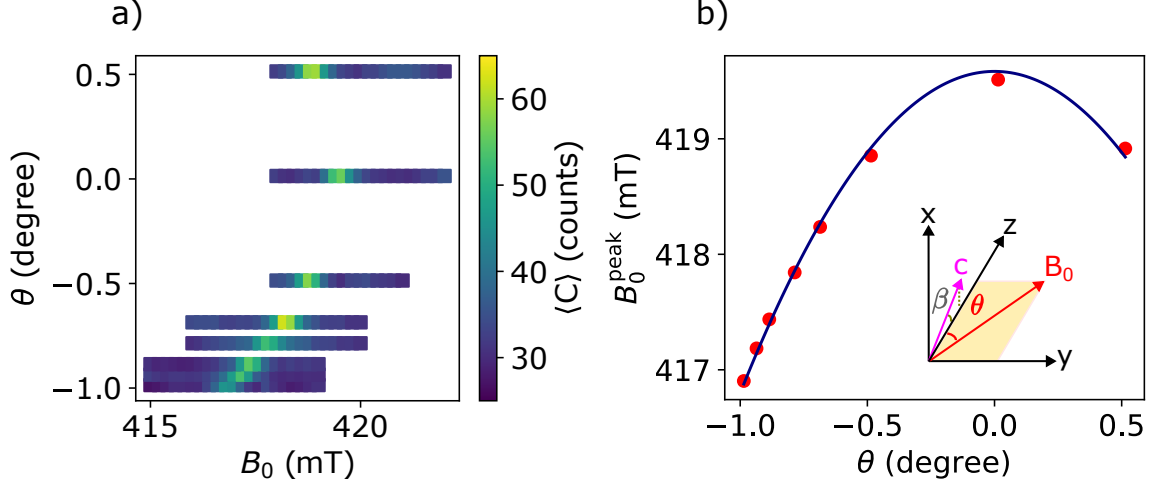 a)
θ (degree)
0.5
0.0
−0.5
−1.0
415
420
B₀ (mT)
60
50
40
30
⟨C⟩ (counts)
b)
B₀ᵖᵉᵃᵏ (mT)
419
418
417
−1.0
−0.5
0.0
0.5
θ (degree)
x
z
c
B₀
β
θ
y